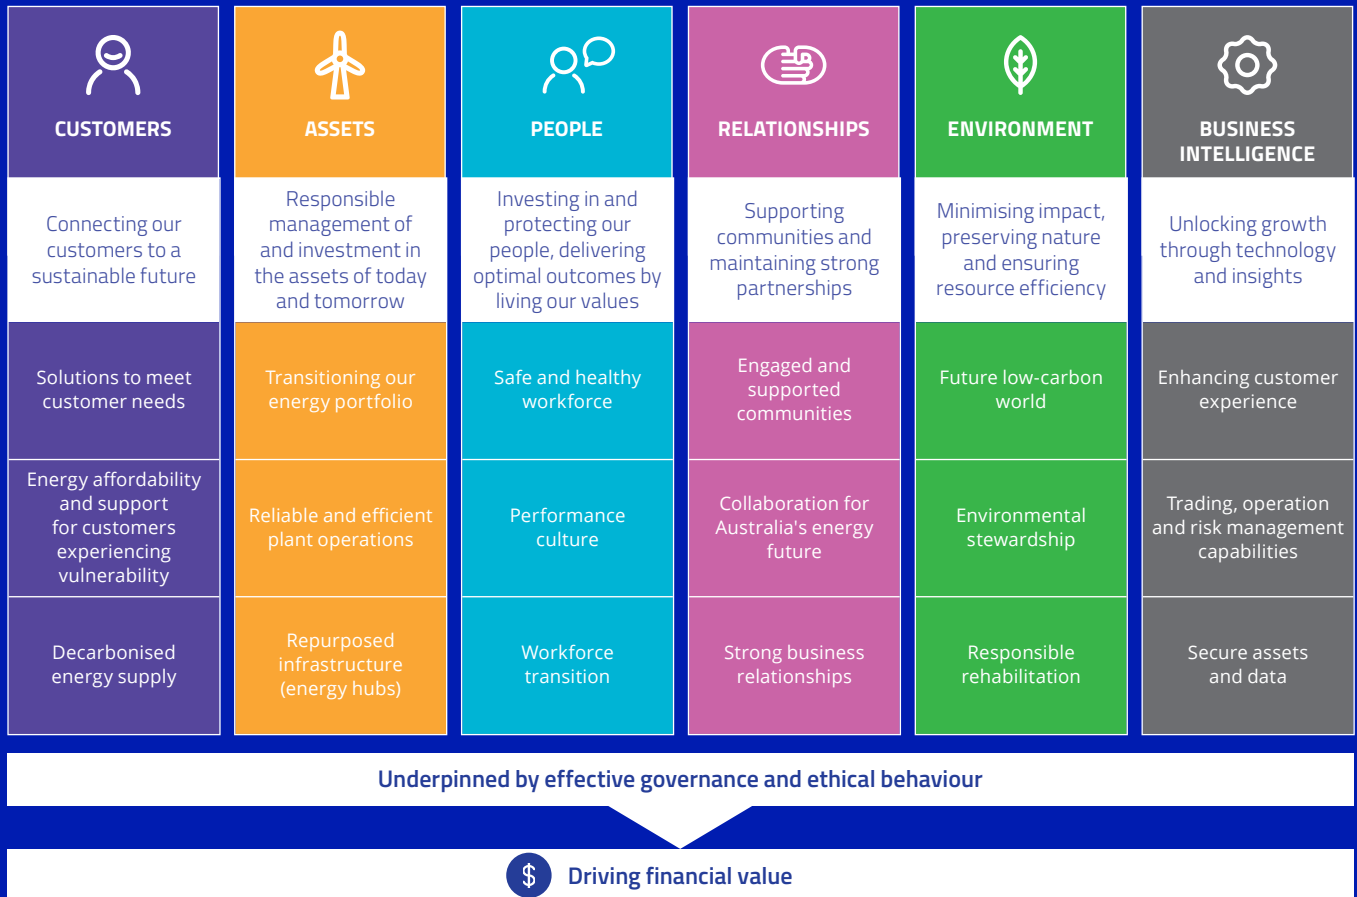 CUSTOMERS
Connecting our
customers to a
sustainable future
Solutions to meet
customer needs
Energy affordability
and support
for customers
experiencing
vulnerability
Decarbonised
energy supply
ASSETS
Responsible
management of
and investment in
the assets of today
and tomorrow
Transitioning our
energy portfolio
Reliable and efficient
plant operations
Repurposed
infrastructure
(energy hubs)
PEOPLE
Investing in and
protecting our
people, delivering
optimal outcomes by
living our values
Safe and healthy
workforce
Performance
culture
Workforce
transition
RELATIONSHIPS
Supporting
communities and
maintaining strong
partnerships
Engaged and
supported
communities
Collaboration for
Australia's energy
future
Strong business
relationships
ENVIRONMENT
Minimising impact,
preserving nature
and ensuring
resource efficiency
Future low-carbon
world
Environmental
stewardship
Responsible
rehabilitation
BUSINESS
INTELLIGENCE
Unlocking growth
through technology
and insights
Enhancing customer
experience
Trading, operation
and risk management
capabilities
Secure assets
and data
Underpinned by effective governance and ethical behaviour
$ Driving financial value